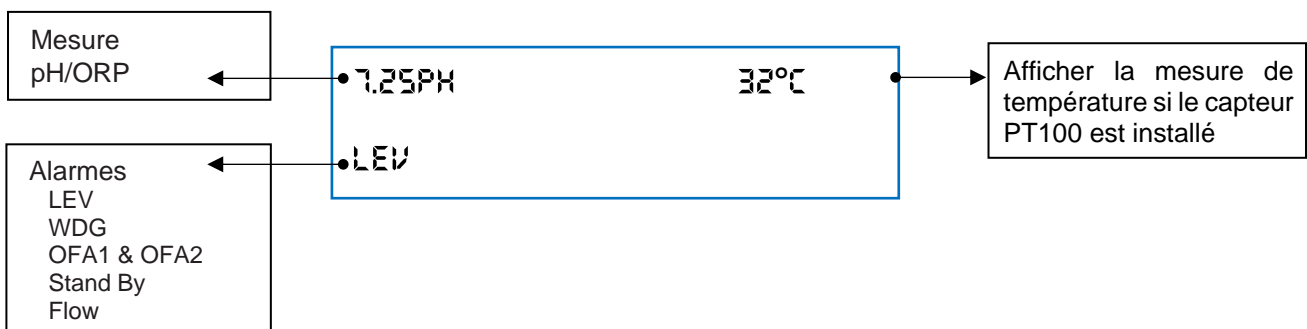 Mesure
pH/ORP
7.25PH
32°C
Afficher la mesure de
température si le capteur
PT100 est installé
LEV
Alarmes
LEV
WDG
OFA1 & OFA2
Stand By
Flow